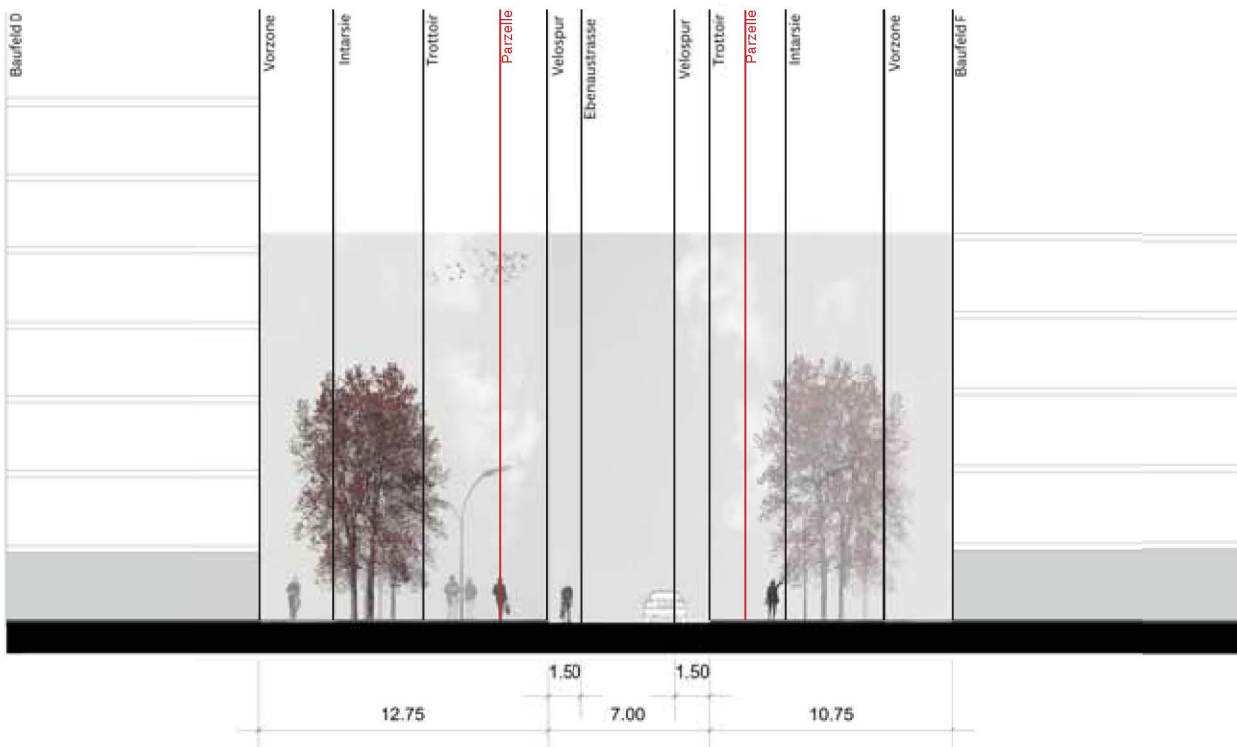 Baufeld D
Vorzone
Intarsie
Trottoir
Parzelle
Velospur
Ebenaustrasse
Velospur
Trottoir
Parzelle
Intarsie
Vorzone
Baufeld F
1.50
1.50
12.75
7.00
10.75